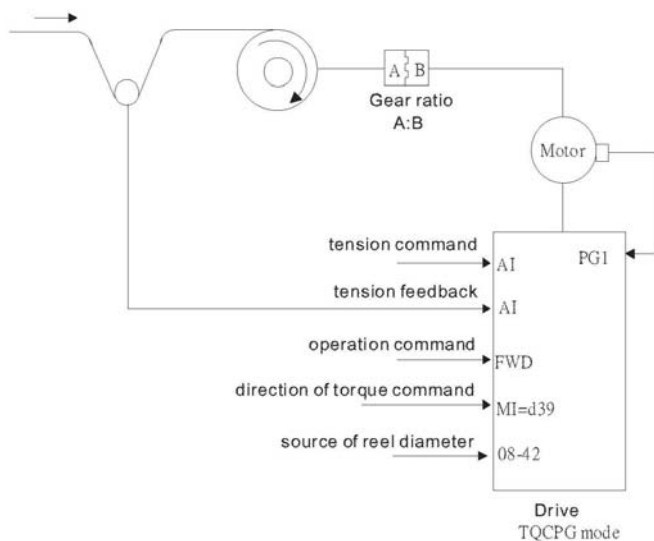 A B
Gear ratio
A:B
Motor
tension command
AI
PG1
tension feedback
AI
operation command
FWD
direction of torque command
MI=d39
source of reel diameter
08-42
Drive
TQCPG mode